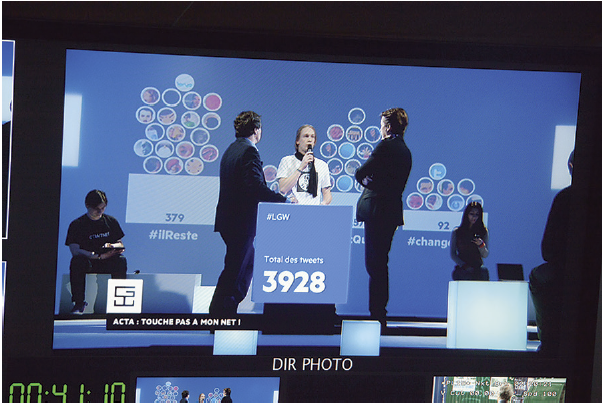 379
92
#ilReste
#change
#LGW
Total des tweets
3928
ACTA : TOUCHE PAS A MON NET !
DIR PHOTO
00:41:10